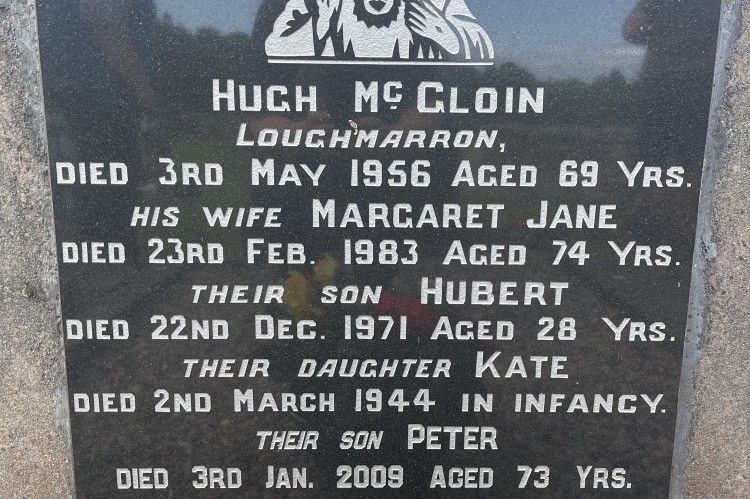 HUGH McGLOIN
LOUGHMARRON,
DIED 3RD MAY 1956 AGED 69 YRS.
HIS WIFE MARGARET JANE
DIED 23RD FEB. 1983 AGED 74 YRS.
THEIR SON HUBERT
DIED 22ND DEC. 1971 AGED 28 YRS.
THEIR DAUGHTER KATE
DIED 2ND MARCH 1944 IN INFANCY.
THEIR SON PETER
DIED 3RD JAN. 2009 AGED 73 YRS.